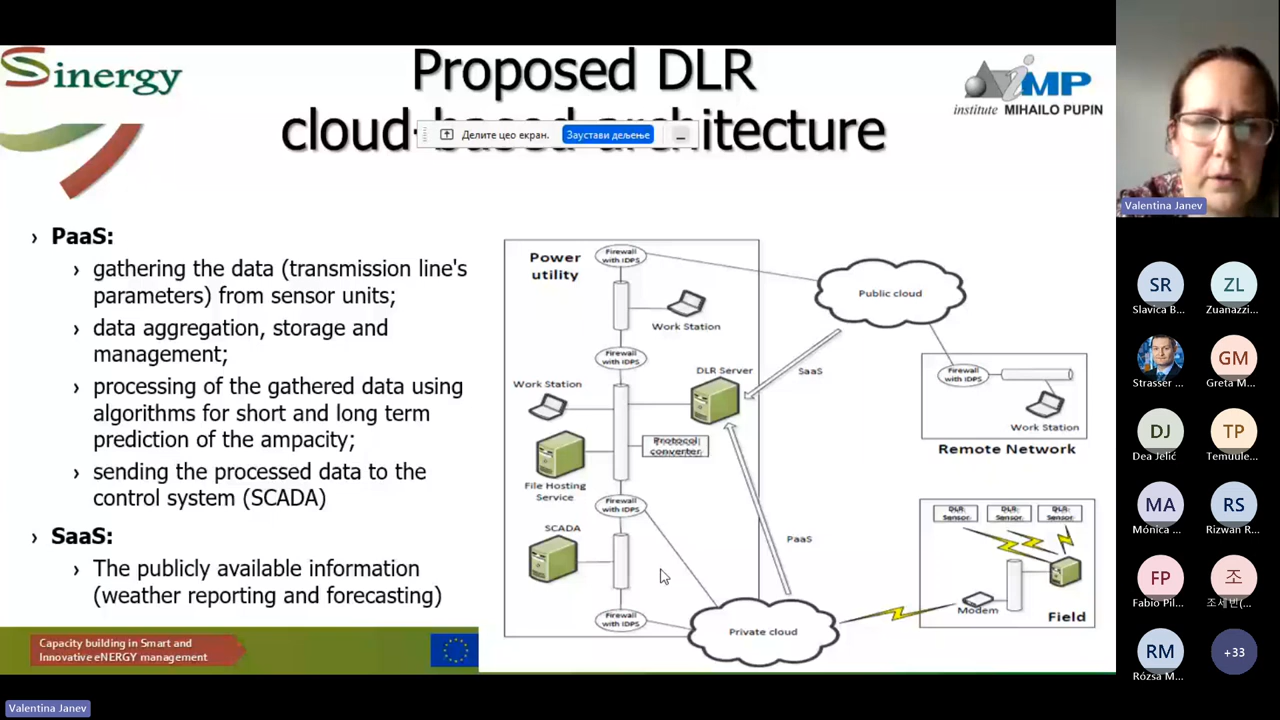 Sinergy
Proposed DLR
cloud-based architecture
institute MIHAILO PUPIN
IMP
Делите цео екран.
Заустави дељење
› PaaS:
› gathering the data (transmission line's
parameters) from sensor units;
› data aggregation, storage and
management;
› processing of the gathered data using
algorithms for short and long term
prediction of the ampacity;
› sending the processed data to the
control system (SCADA)
› SaaS:
› The publicly available information
(weather reporting and forecasting)
Capacity building in Smart and
Innovative eNERGY management
Power
utility
Firewall
with IDPS
Work Station
Firewall
with IDPS
Work Station
DLR Server
Protocol
converter
File Hosting
Service
Firewall
with IDPS
SCADA
Firewall
with IDPS
Public cloud
SaaS
Firewall
with IDPS
Work Station
Remote Network
PaaS
DLR
Sensor
DLR
Sensor
DLR
Sensor
Modem
Field
Private cloud
Valentina Janev
SR
Slavica B...
ZL
Zuanazzi...
Strasser ...
GM
Greta M...
DJ
Dea Jelić
TP
Temuule...
MA
Mónica ...
RS
Rizwan R...
FP
Fabio Pil...
조
조세빈(...
RM
Rózsa M...
+33
Valentina Janev